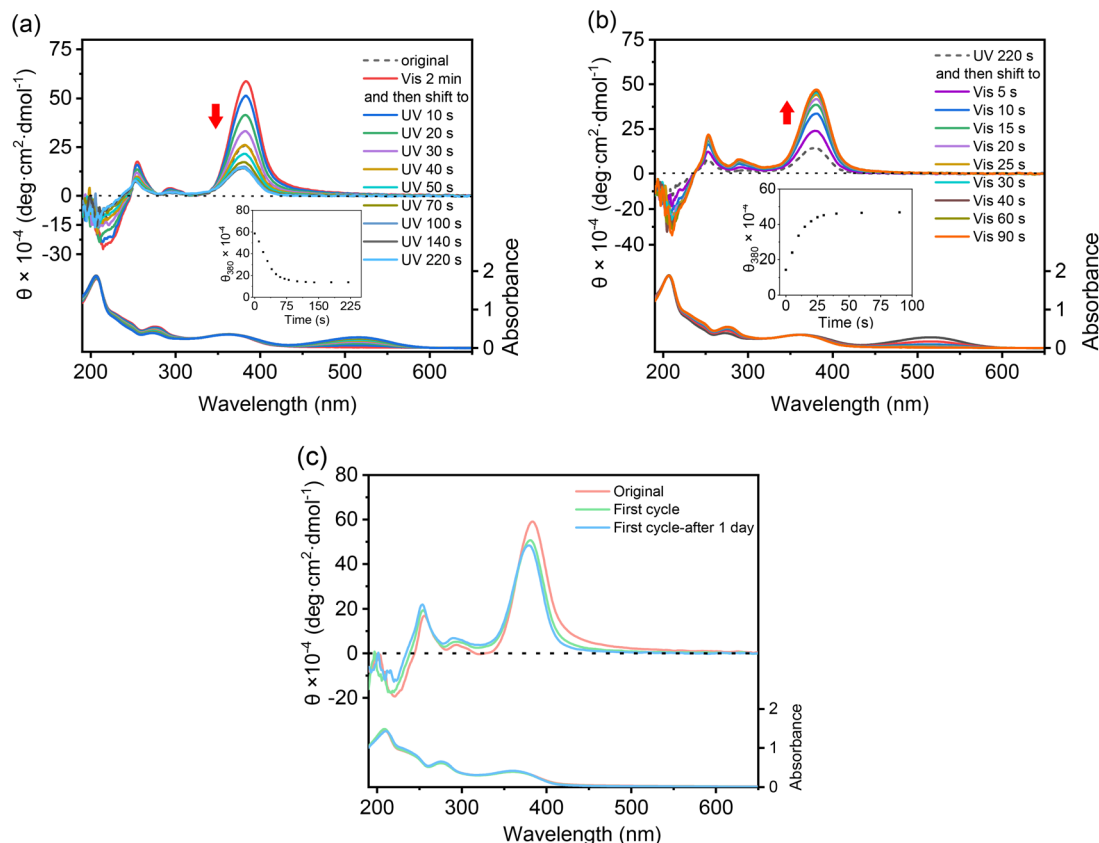 (a)
75
50
25
0
-15
-30
θ × 10⁻⁴ (deg·cm²·dmol⁻¹)
original
Vis 2 min
and then shift to
UV 10 s
UV 20 s
UV 30 s
UV 40 s
UV 50 s
UV 70 s
UV 100 s
UV 140 s
UV 220 s
80
60
40
20
0
θ₃₈₀ × 10⁻⁴
0 75 150 225
Time (s)
2
1
0
Absorbance
200 300 400 500 600
Wavelength (nm)
(b)
75
50
25
0
-20
-40
θ × 10⁻⁴ (deg·cm²·dmol⁻¹)
UV 220 s
and then shift to
Vis 5 s
Vis 10 s
Vis 15 s
Vis 20 s
Vis 25 s
Vis 30 s
Vis 40 s
Vis 60 s
Vis 90 s
60
40
20
0
θ₃₈₀ × 10⁻⁴
0 25 50 75 100
Time (s)
2
1
0
Absorbance
200 300 400 500 600
Wavelength (nm)
(c)
80
60
40
20
0
-20
θ ×10⁻⁴ (deg·cm²·dmol⁻¹)
Original
First cycle
First cycle-after 1 day
2
1
0
Absorbance
200 300 400 500 600
Wavelength (nm)